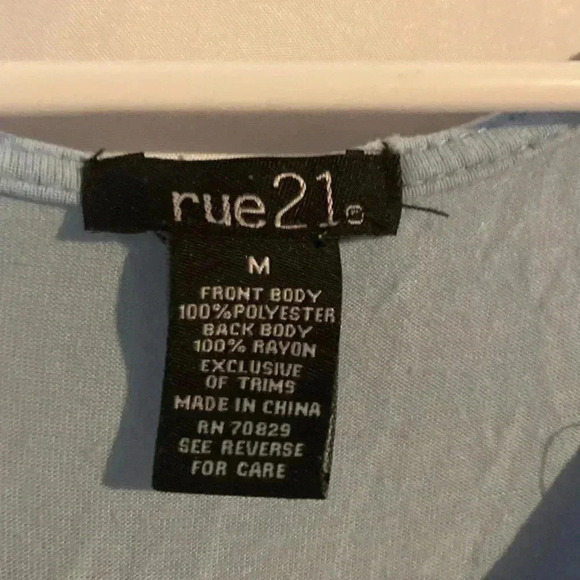 rue21®
M
FRONT BODY
100%POLYESTER
BACK BODY
100% RAYON
EXCLUSIVE
OF TRIMS
MADE IN CHINA
RN 70829
SEE REVERSE
FOR CARE